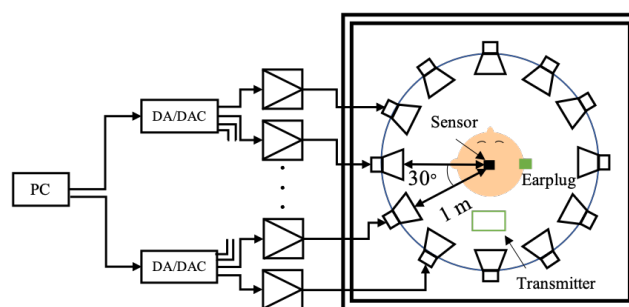 DA/DAC
Sensor
30°
Earplug
PC
1 m
DA/DAC
Transmitter